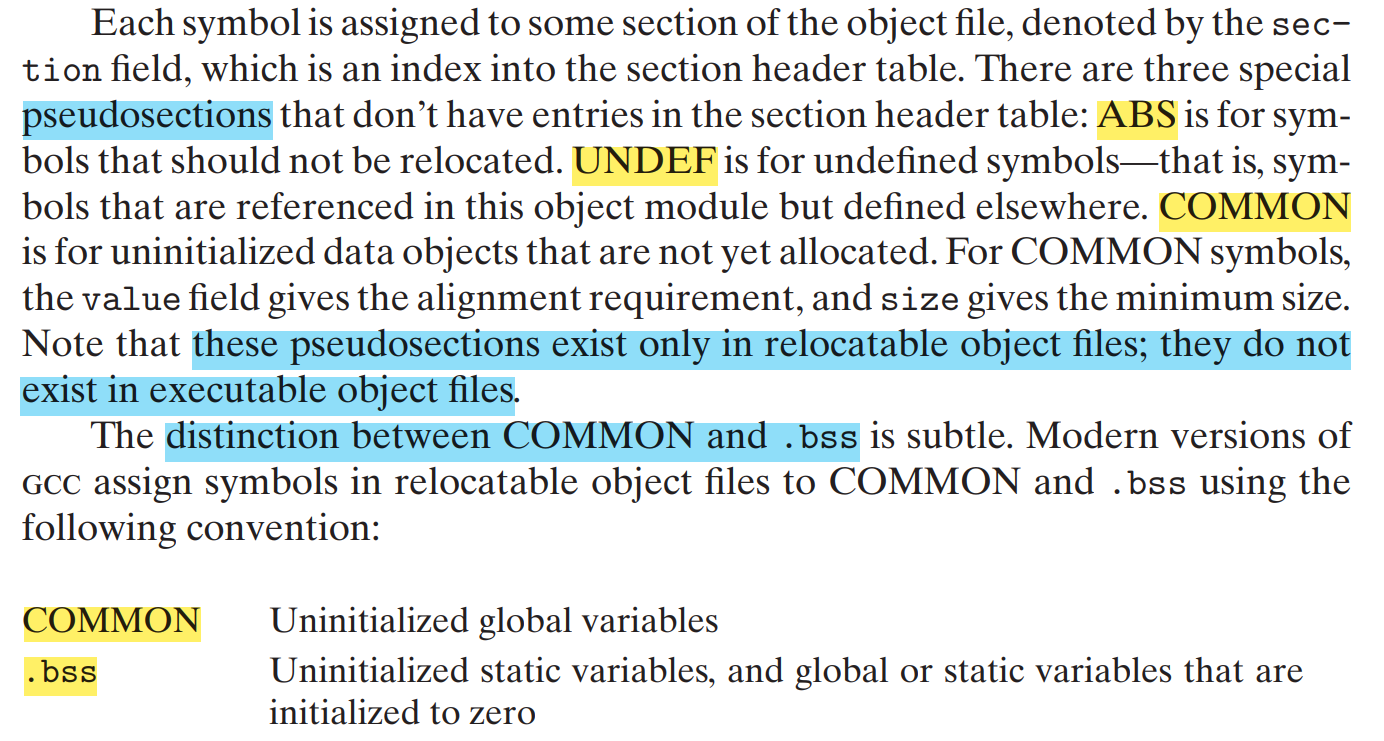 Each symbol is assigned to some section of the object file, denoted by the sec-
tion field, which is an index into the section header table. There are three special
pseudosections that don’t have entries in the section header table: ABS is for sym-
bols that should not be relocated. UNDEF is for undefined symbols—that is, sym-
bols that are referenced in this object module but defined elsewhere. COMMON
is for uninitialized data objects that are not yet allocated. For COMMON symbols,
the value field gives the alignment requirement, and size gives the minimum size.
Note that these pseudosections exist only in relocatable object files; they do not
exist in executable object files.
The distinction between COMMON and .bss is subtle. Modern versions of
GCC assign symbols in relocatable object files to COMMON and .bss using the
following convention:
COMMON Uninitialized global variables
.bss Uninitialized static variables, and global or static variables that are
initialized to zero